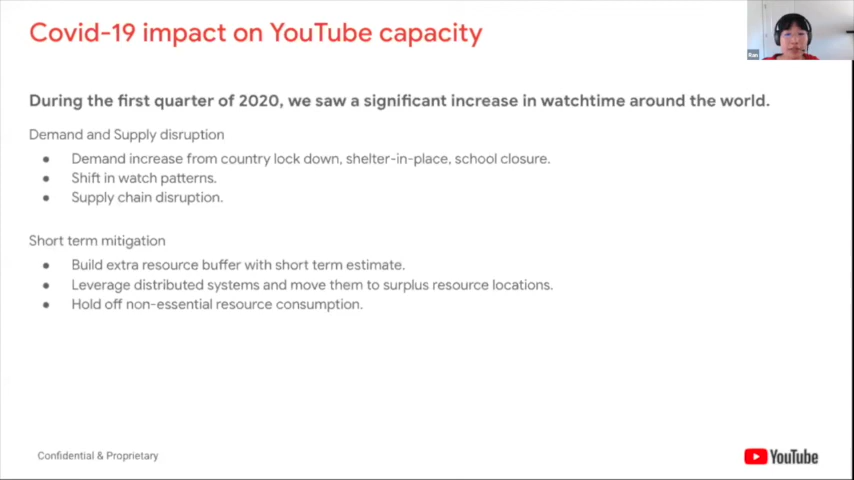 Covid-19 impact on YouTube capacity
During the first quarter of 2020, we saw a significant increase in watchtime around the world.
Demand and Supply disruption
● Demand increase from country lock down, shelter-in-place, school closure.
● Shift in watch patterns.
● Supply chain disruption.
Short term mitigation
● Build extra resource buffer with short term estimate.
● Leverage distributed systems and move them to surplus resource locations.
● Hold off non-essential resource consumption.
Confidential & Proprietary
YouTube